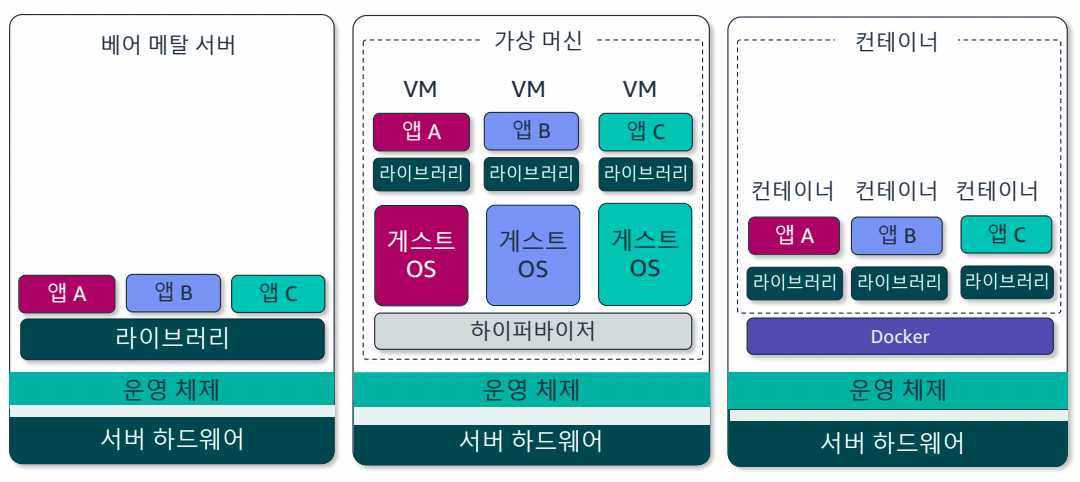 베어 메탈 서버
앱 A
앱 B
앱 C
라이브러리
운영 체제
서버 하드웨어
가상 머신
VM
VM
VM
앱 A
앱 B
앱 C
라이브러리
라이브러리
라이브러리
게스트
OS
게스트
OS
게스트
OS
하이퍼바이저
운영 체제
서버 하드웨어
컨테이너
컨테이너
컨테이너
컨테이너
앱 A
앱 B
앱 C
라이브러리
라이브러리
라이브러리
Docker
운영 체제
서버 하드웨어